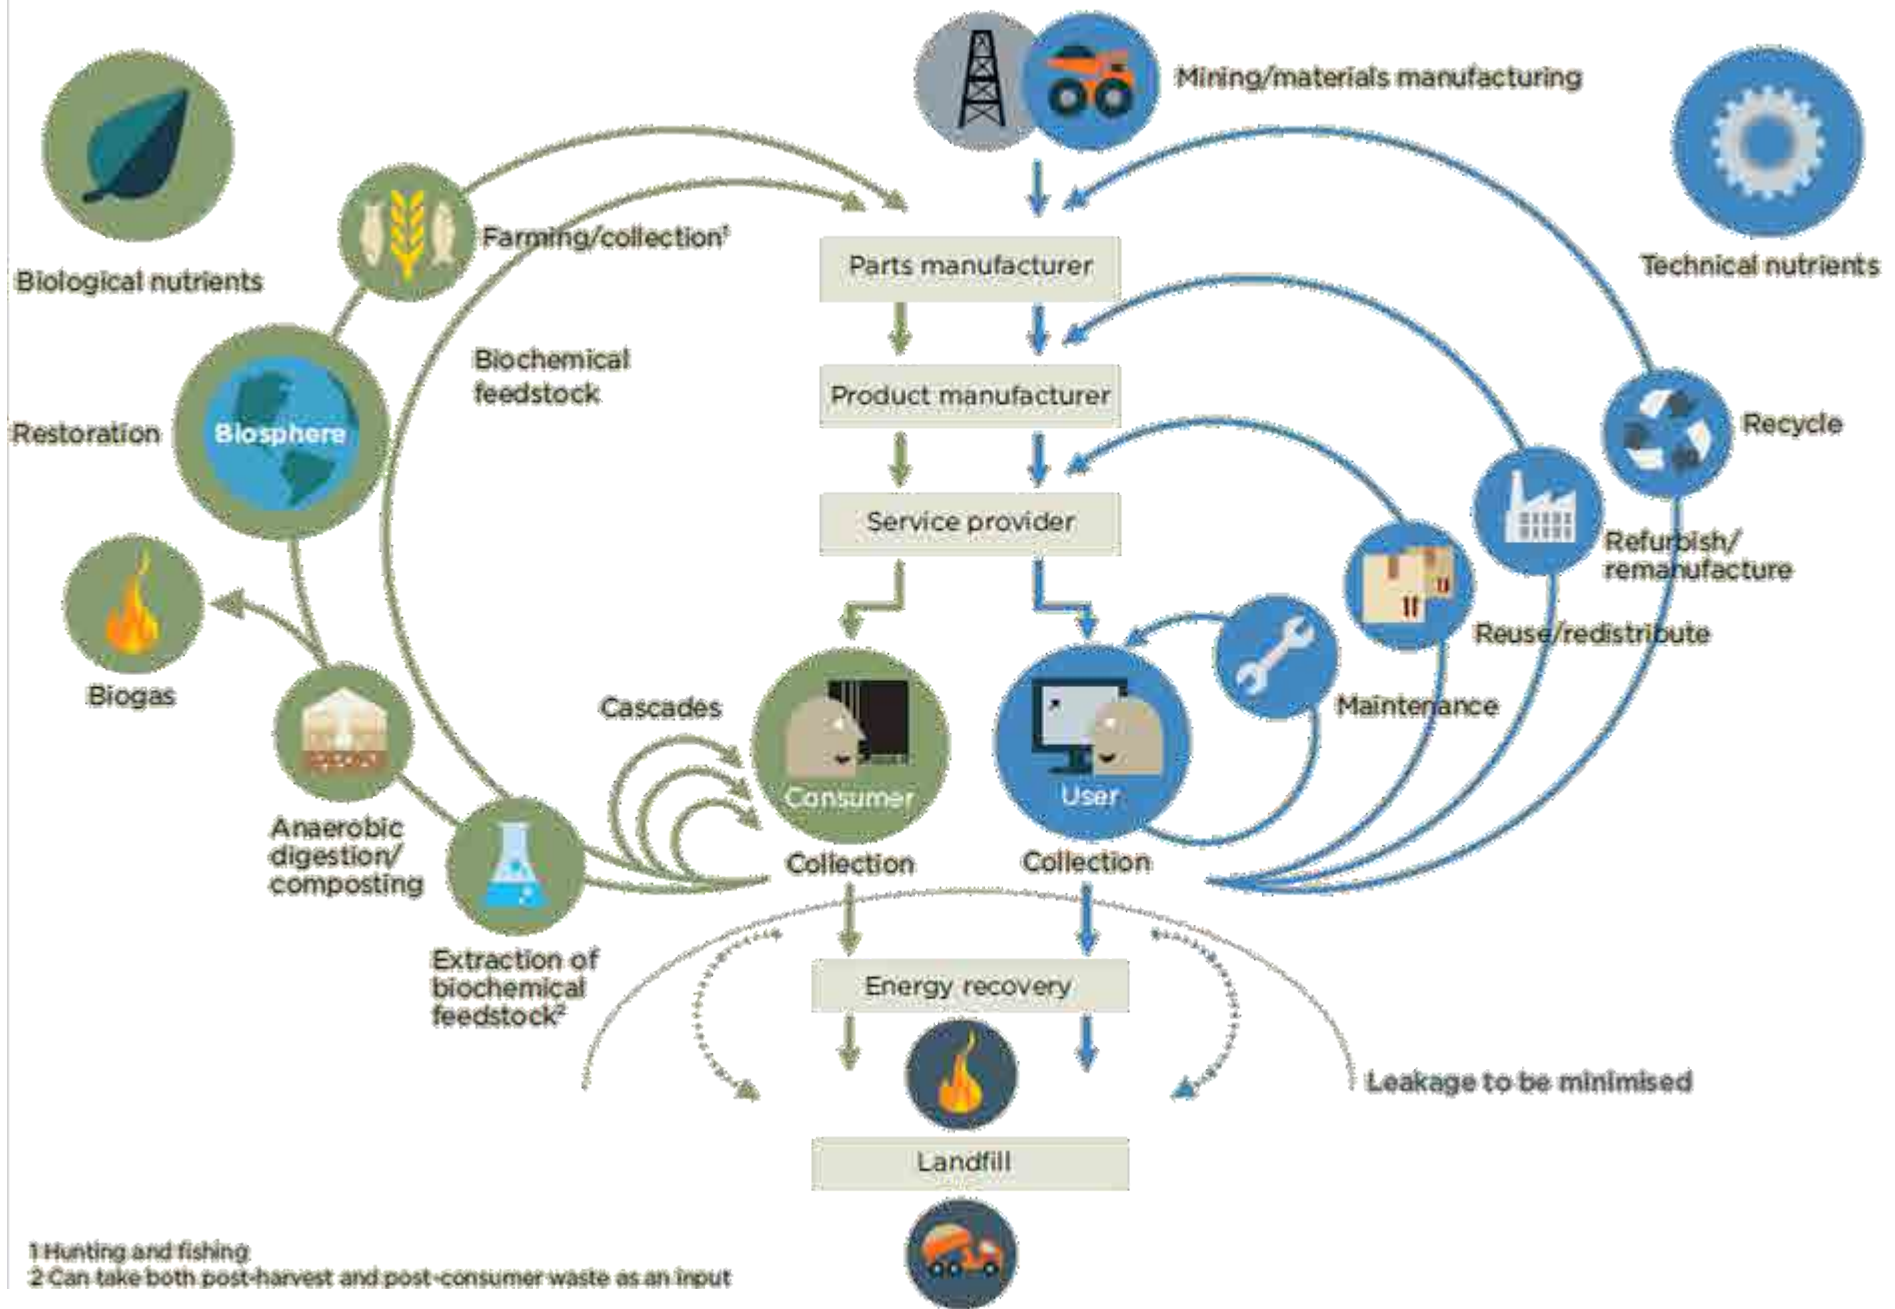 Mining/materials manufacturing
Biological nutrients
Technical nutrients
Farming/collection¹
Parts manufacturer
Biochemical
feedstock
Product manufacturer
Restoration
Biosphere
Recycle
Service provider
Refurbish/
remanufacture
Reuse/redistribute
Biogas
Cascades
Maintenance
Consumer
User
Anaerobic
digestion/
composting
Collection
Collection
Extraction of
biochemical
feedstock²
Energy recovery
Leakage to be minimised
Landfill
1 Hunting and fishing
2 Can take both post-harvest and post-consumer waste as an input